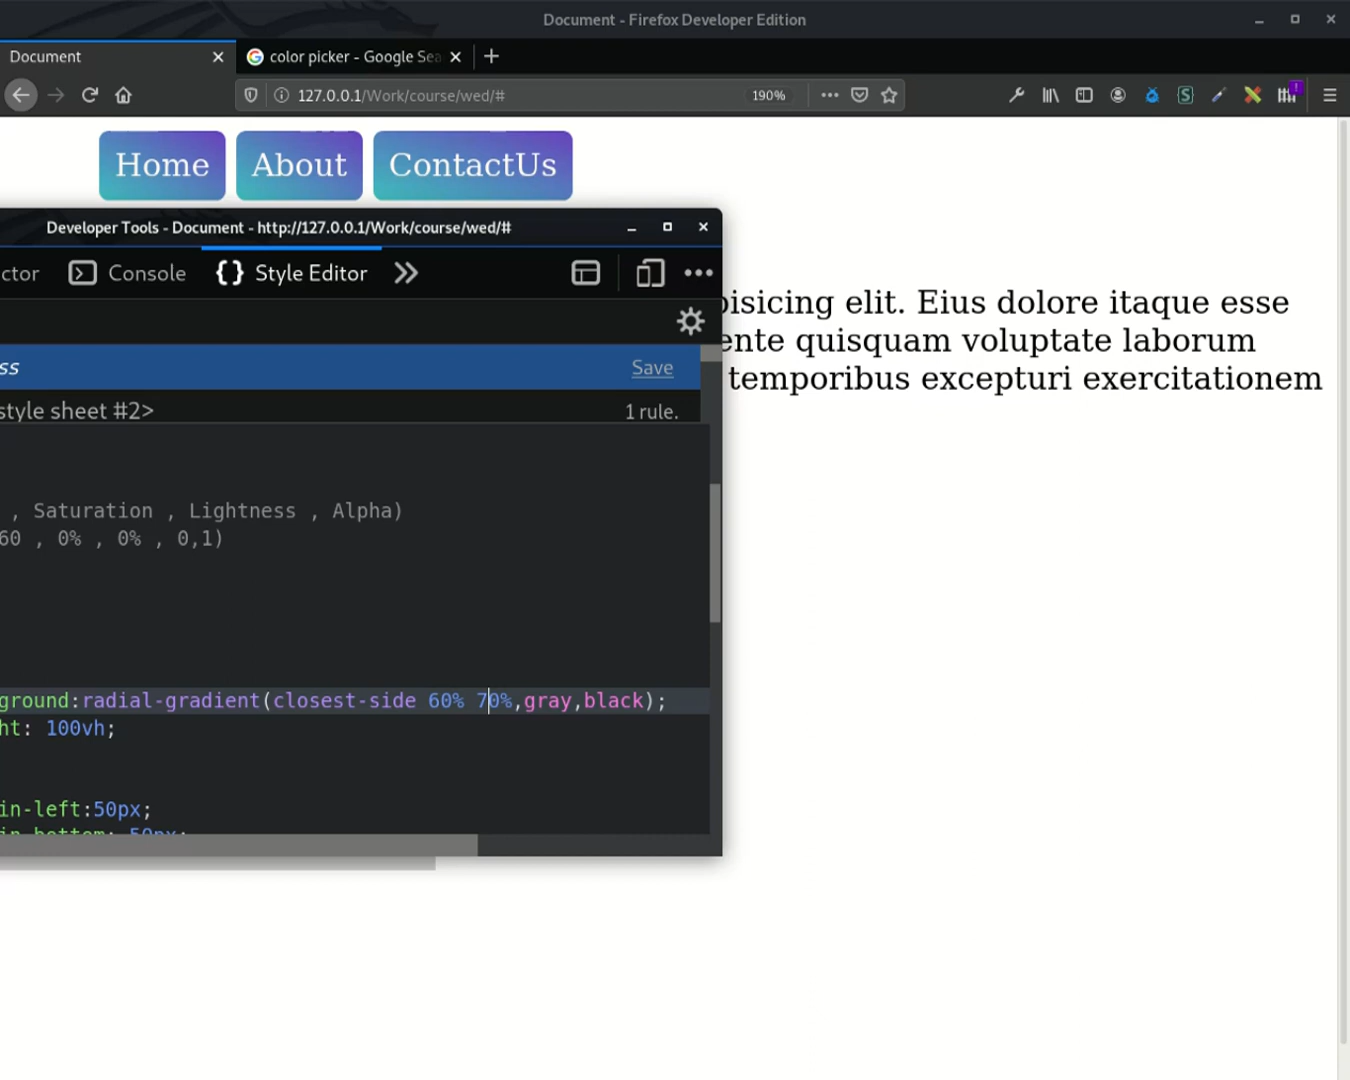 Document - Firefox Developer Edition
Document
color picker - Google Sea
127.0.0.1/Work/course/wed/#
190%
Home About ContactUs
Developer Tools - Document - http://127.0.0.1/Work/course/wed/#
ctor Console {} Style Editor
isicing elit. Eius dolore itaque esse
ente quisquam voluptate laborum
temporibus excepturi exercitationem
ss Save
style sheet #2> 1 rule.
, Saturation , Lightness , Alpha)
60 , 0% , 0% , 0,1)
ground:radial-gradient(closest-side 60% 70%,gray,black);
ht: 100vh;
in-left:50px;
in-bottom: 50px;